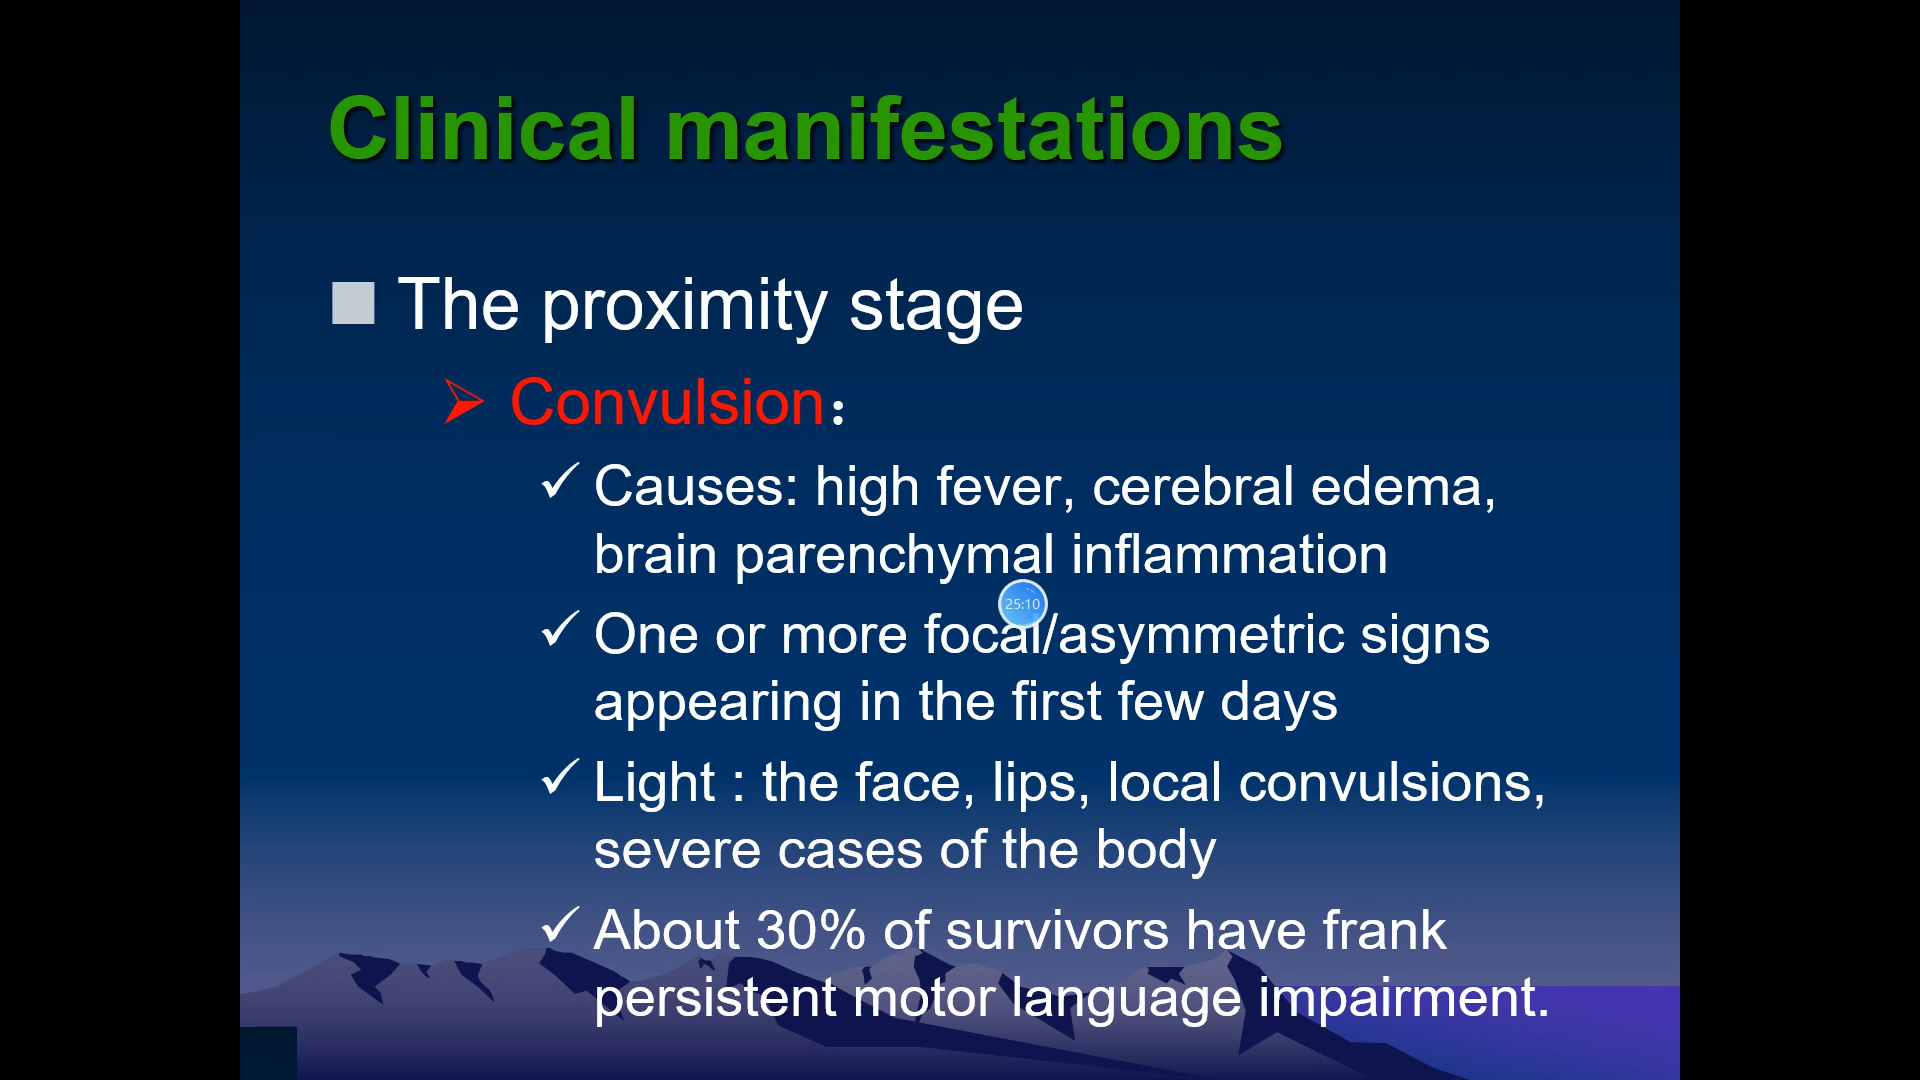 Clinical manifestations
The proximity stage
Convulsion：
Causes: high fever, cerebral edema,
brain parenchymal inflammation
25:10
One or more focal/asymmetric signs
appearing in the first few days
Light : the face, lips, local convulsions,
severe cases of the body
About 30% of survivors have frank
persistent motor language impairment.